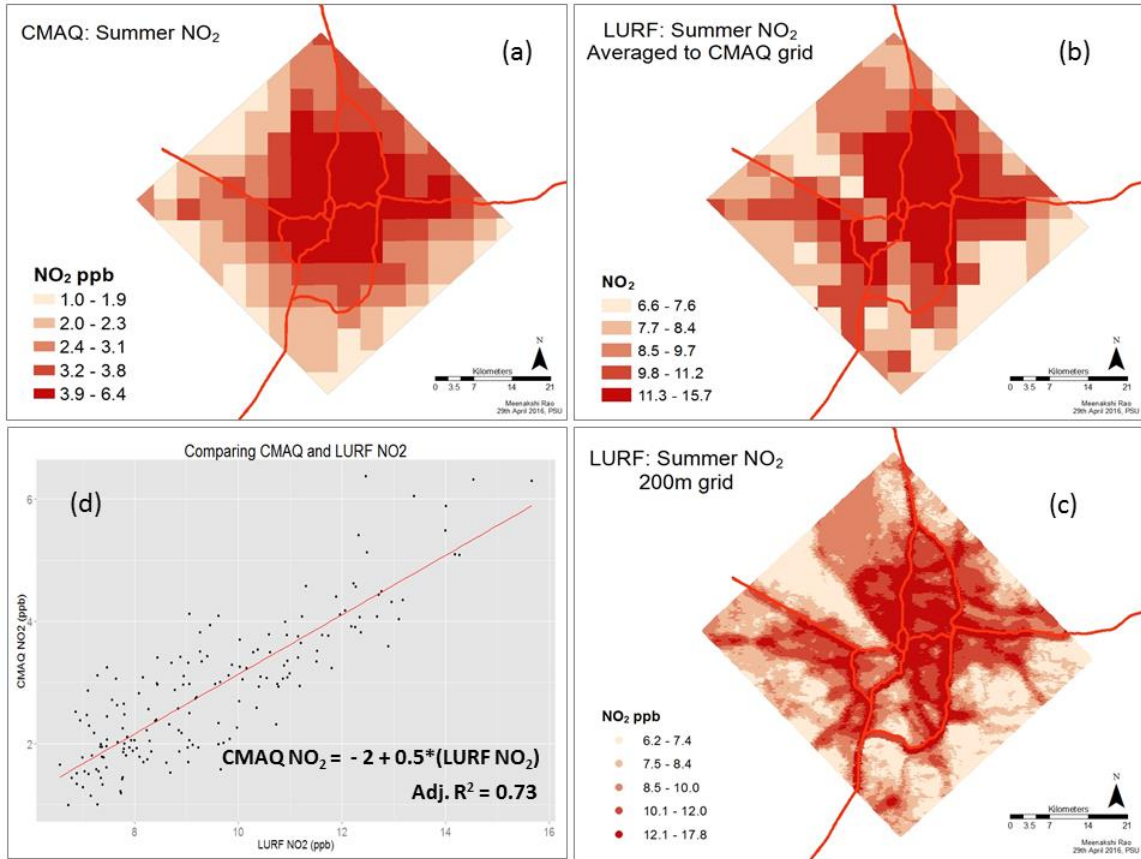 CMAQ: Summer NO₂
(a)
NO₂ ppb
1.0 - 1.9
2.0 - 2.3
2.4 - 3.1
3.2 - 3.8
3.9 - 6.4
N
Kilometers
0 3.5 7 14 21
Meenakshi Rao
29th April 2016, PSU
LURF: Summer NO₂
Averaged to CMAQ grid
(b)
NO₂
6.6 - 7.6
7.7 - 8.4
8.5 - 9.7
9.8 - 11.2
11.3 - 15.7
N
Kilometers
0 3.5 7 14 21
Meenakshi Rao
29th April 2016, PSU
Comparing CMAQ and LURF NO2
(d)
CMAQ NO2 (ppb)
6
4
2
CMAQ NO₂ = - 2 + 0.5*(LURF NO₂)
Adj. R² = 0.73
8 10 12 14 16
LURF NO2 (ppb)
LURF: Summer NO₂
200m grid
(c)
NO₂ ppb
6.2 - 7.4
7.5 - 8.4
8.5 - 10.0
10.1 - 12.0
12.1 - 17.8
N
Kilometers
0 3.5 7 14 21
Meenakshi Rao
29th April 2016, PSU